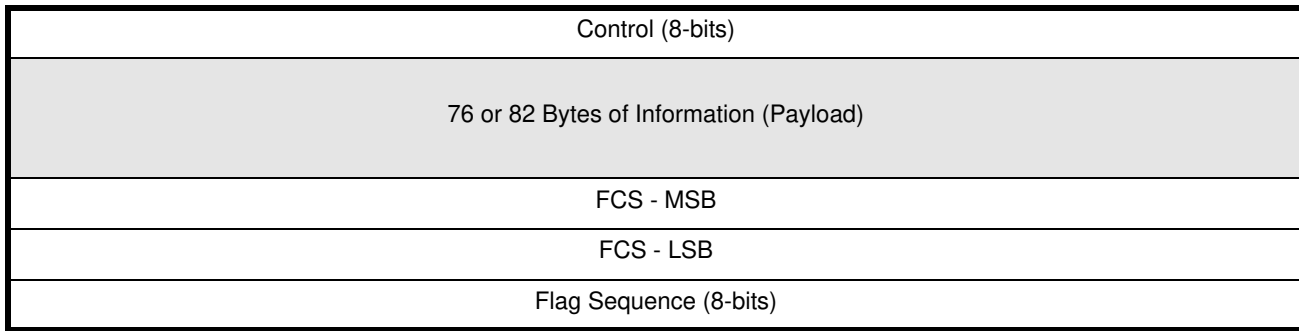 Control (8-bits)
76 or 82 Bytes of Information (Payload)
FCS - MSB
FCS - LSB
Flag Sequence (8-bits)